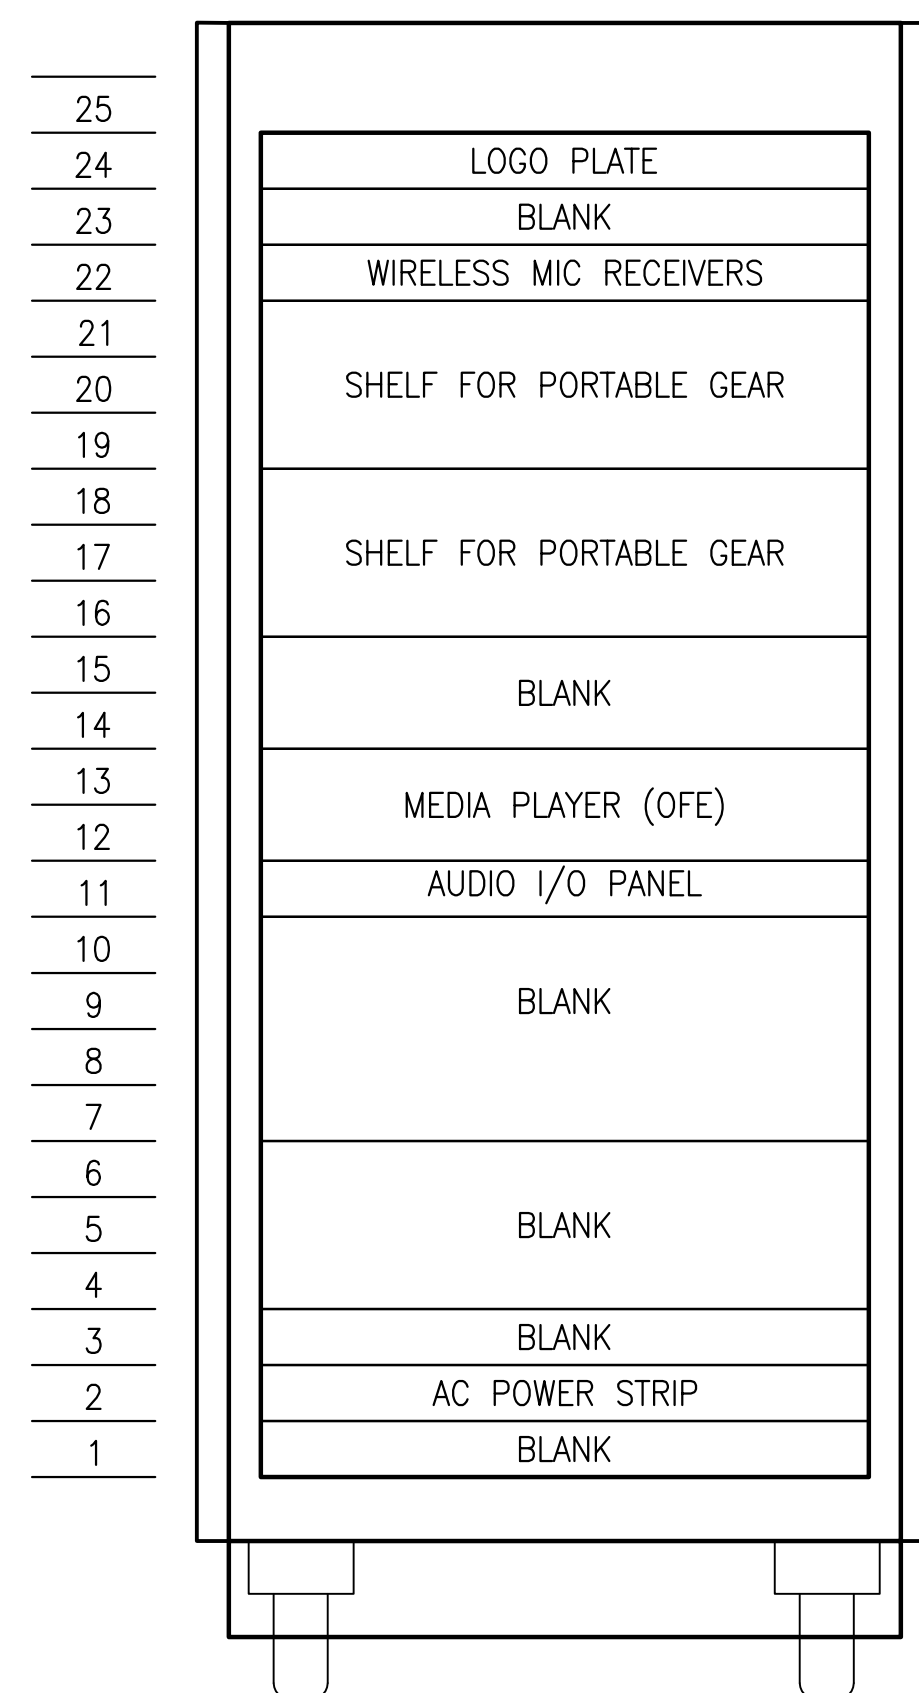 25
24 LOGO PLATE
23 BLANK
22 WIRELESS MIC RECEIVERS
21
20 SHELF FOR PORTABLE GEAR
19
18
17 SHELF FOR PORTABLE GEAR
16
15
BLANK
14
13
MEDIA PLAYER (OFE)
12
11 AUDIO I/O PANEL
10
9 BLANK
8
7
6
5 BLANK
4
3 BLANK
2 AC POWER STRIP
1 BLANK